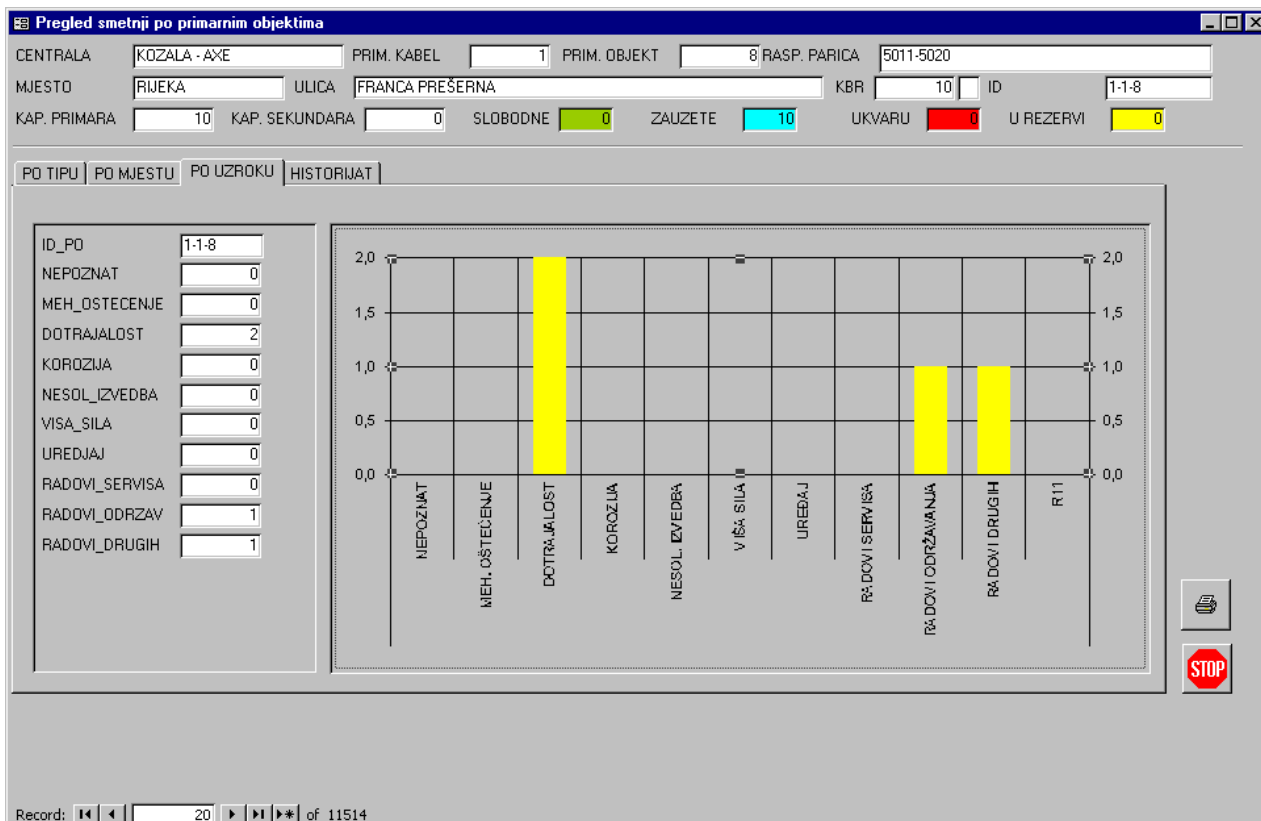 Pregled smetnji po primarnim objektima
CENTRALA KOZALA - AXE PRIM. KABEL 1 PRIM. OBJEKT 8 RASP. PARICA 5011-5020
MJESTO RIJEKA ULICA FRANCA PREŠERNA KBR 10 ID 1-1-8
KAP. PRIMARA 10 KAP. SEKUNDARA 0 SLOBODNE 0 ZAUZETE 10 UKVARU 0 U REZERVI 0
PO TIPU PO MJESTU PO UZROKU HISTORIJAT
ID_PO 1-1-8
NEPOZNAT 0
MEH_OSTECENJE 0
DOTRAJALOST 2
KOROZIJA 0
NESOL_IZVEDBA 0
VISA_SILA 0
UREDJAJ 0
RADOVI_SERVISA 0
RADOVI_ODRZAV 1
RADOVI_DRUGIH 1
2,0 2,0
1,5 1,5
1,0 1,0
0,5 0,5
0,0 0,0
NEPOZNAT
MEH. OŠTEĆENJE
DOTRAJALOST
KOROZIJA
NESOL. IZVEDBA
VIŠA SILA
UREĐAJ
RADOVI SERVISA
RADOVI ODRŽAVANJA
RADOVI DRUGIH
R11
STOP
Record: 20 of 11514